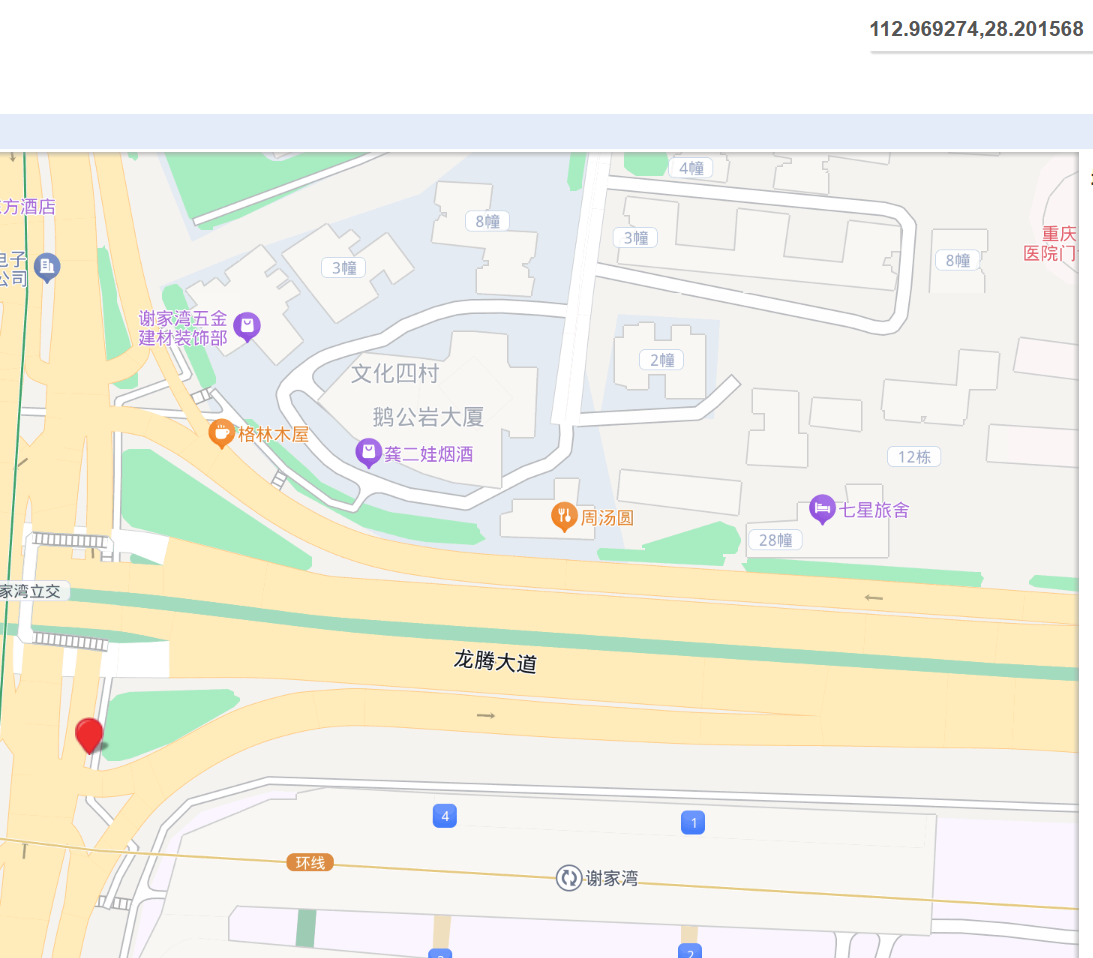 112.969274,28.201568
4幢
方酒店
8幢
3幢
重庆
医院门
电子
公司
3幢
8幢
谢家湾五金
建材装饰部
2幢
文化四村
鹅公岩大厦
格林木屋
龚二娃烟酒
12栋
七星旅舍
周汤圆
28幢
家湾立交
龙腾大道
4
1
环线
谢家湾
2